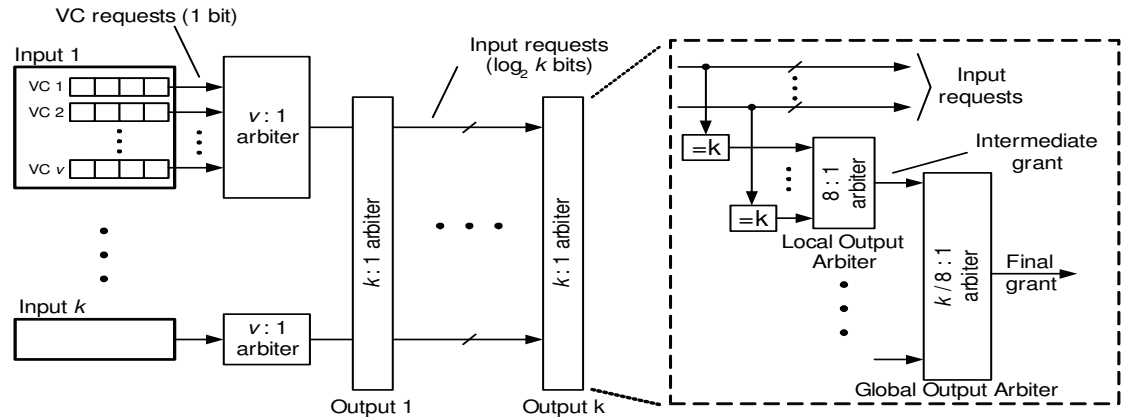 VC requests (1 bit)
Input 1
VC 1
VC 2
VC v
v : 1
arbiter
Input requests
(log2 k bits)
k : 1 arbiter
k : 1 arbiter
Input k
v : 1
arbiter
Output 1
Output k
Input
requests
=k
=k
8 : 1
arbiter
Intermediate
grant
Local Output
Arbiter
k / 8 : 1
arbiter
Final
grant
Global Output Arbiter